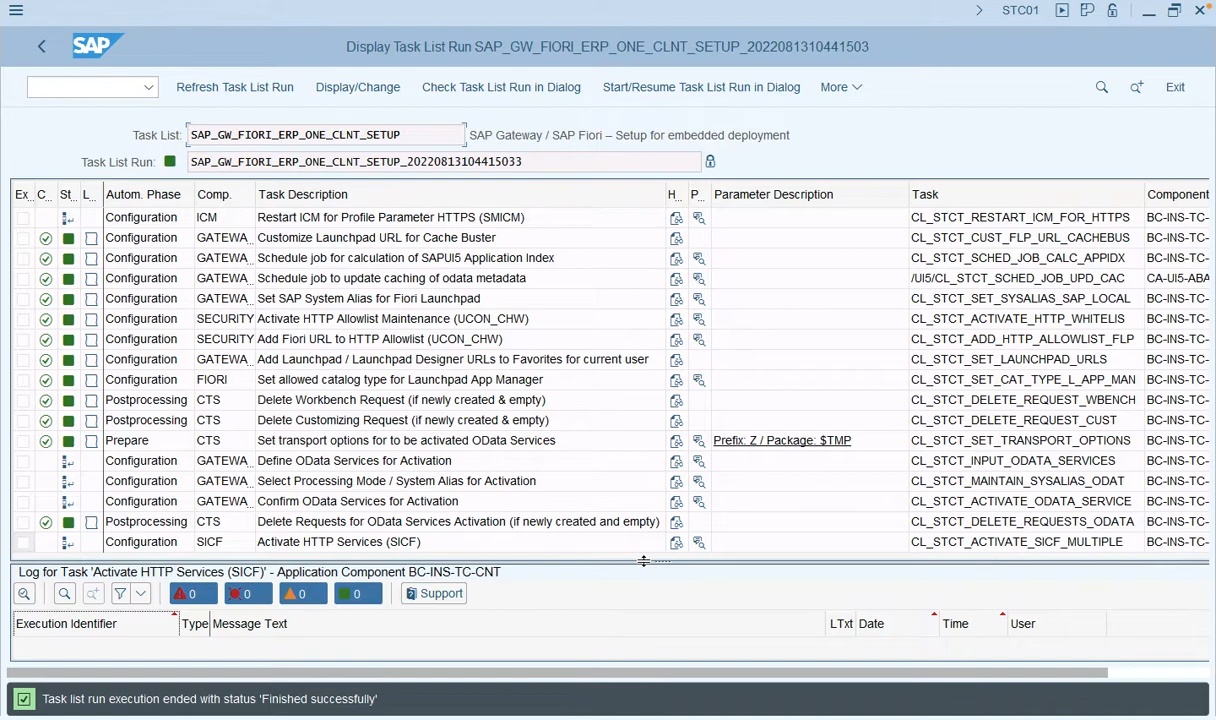 STC01
SAP
Display Task List Run SAP_GW_FIORI_ERP_ONE_CLNT_SETUP_2022081310441503
Refresh Task List Run Display/Change Check Task List Run in Dialog Start/Resume Task List Run in Dialog More Exit
Task List: SAP_GW_FIORI_ERP_ONE_CLNT_SETUP SAP Gateway / SAP Fiori – Setup for embedded deployment
Task List Run: SAP_GW_FIORI_ERP_ONE_CLNT_SETUP_20220813104415033
Ex.. C... St... L... Autom. Phase Comp. Task Description H.. P.. Parameter Description Task Component
Configuration ICM Restart ICM for Profile Parameter HTTPS (SMICM) CL_STCT_RESTART_ICM_FOR_HTTPS BC-INS-TC-
Configuration GATEWA... Customize Launchpad URL for Cache Buster CL_STCT_CUST_FLP_URL_CACHEBUS BC-INS-TC-
Configuration GATEWA... Schedule job for calculation of SAPUI5 Application Index CL_STCT_SCHED_JOB_CALC_APPIDX BC-INS-TC-
Configuration GATEWA... Schedule job to update caching of odata metadata /UI5/CL_STCT_SCHED_JOB_UPD_CAC CA-UI5-ABA
Configuration GATEWA... Set SAP System Alias for Fiori Launchpad CL_STCT_SET_SYSALIAS_SAP_LOCAL BC-INS-TC-
Configuration SECURITY Activate HTTP Allowlist Maintenance (UCON_CHW) CL_STCT_ACTIVATE_HTTP_WHITELIS BC-INS-TC-
Configuration SECURITY Add Fiori URL to HTTP Allowlist (UCON_CHW) CL_STCT_ADD_HTTP_ALLOWLIST_FLP BC-INS-TC-
Configuration GATEWA... Add Launchpad / Launchpad Designer URLs to Favorites for current user CL_STCT_SET_LAUNCHPAD_URLS BC-INS-TC-
Configuration FIORI Set allowed catalog type for Launchpad App Manager CL_STCT_SET_CAT_TYPE_L_APP_MAN BC-INS-TC-
Postprocessing CTS Delete Workbench Request (if newly created & empty) CL_STCT_DELETE_REQUEST_WBENCH BC-INS-TC-
Postprocessing CTS Delete Customizing Request (if newly created & empty) CL_STCT_DELETE_REQUEST_CUST BC-INS-TC-
Prepare CTS Set transport options for to be activated OData Services Prefix: Z / Package: $TMP CL_STCT_SET_TRANSPORT_OPTIONS BC-INS-TC-
Configuration GATEWA... Define OData Services for Activation CL_STCT_INPUT_ODATA_SERVICES BC-INS-TC-
Configuration GATEWA... Select Processing Mode / System Alias for Activation CL_STCT_MAINTAIN_SYSALIAS_ODAT BC-INS-TC-
Configuration GATEWA... Confirm OData Services for Activation CL_STCT_ACTIVATE_ODATA_SERVICE BC-INS-TC-
Postprocessing CTS Delete Requests for OData Services Activation (if newly created and empty) CL_STCT_DELETE_REQUESTS_ODATA BC-INS-TC-
Configuration SICF Activate HTTP Services (SICF) CL_STCT_ACTIVATE_SICF_MULTIPLE BC-INS-TC-
Log for Task 'Activate HTTP Services (SICF)' - Application Component BC-INS-TC-CNT
0 0 0 0 Support
Execution Identifier Type Message Text LTxt Date Time User
Task list run execution ended with status 'Finished successfully'